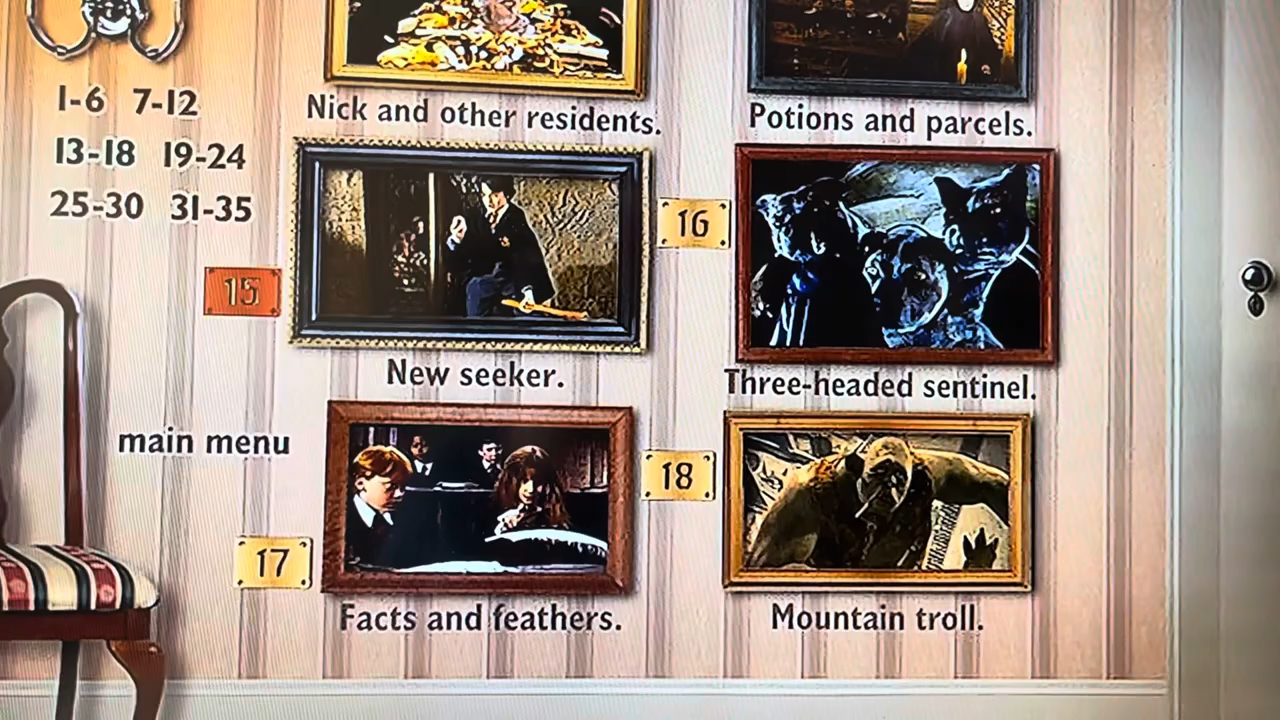 1-6 7-12
13-18 19-24
25-30 31-35
Nick and other residents.
Potions and parcels.
15
New seeker.
16
Three-headed sentinel.
main menu
17
Facts and feathers.
18
Mountain troll.